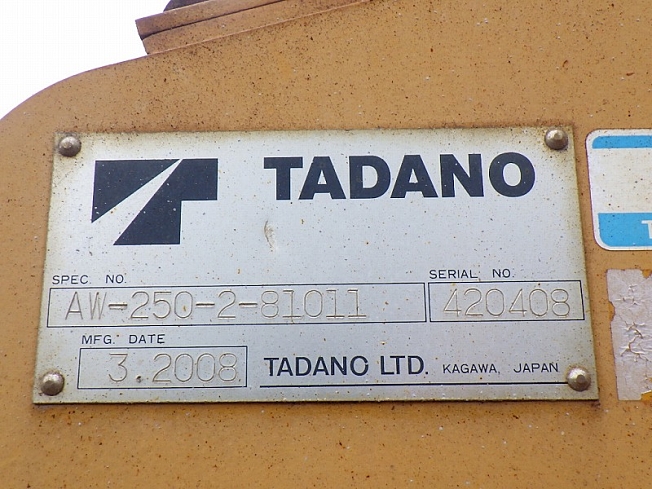 TADANO
SPEC. NO.
SERIAL NO.
AW-250-2-81011
420408
MFG. DATE
3.2008
TADANO LTD. KAGAWA, JAPAN
T